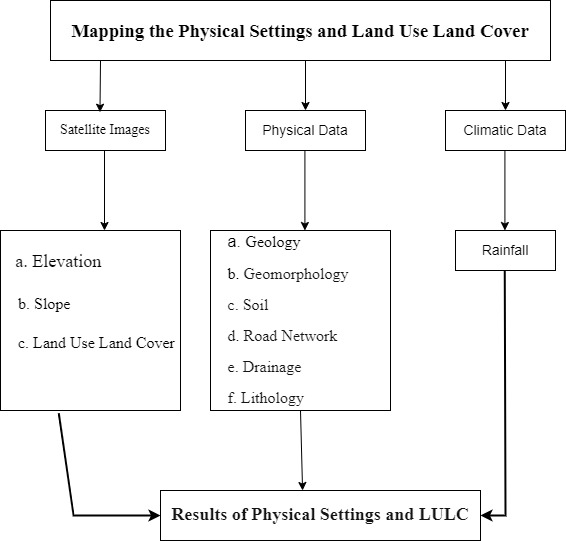 Mapping the Physical Settings and Land Use Land Cover
Satellite Images
Physical Data
Climatic Data
a. Elevation
b. Slope
c. Land Use Land Cover
a. Geology
b. Geomorphology
c. Soil
d. Road Network
e. Drainage
f. Lithology
Rainfall
Results of Physical Settings and LULC